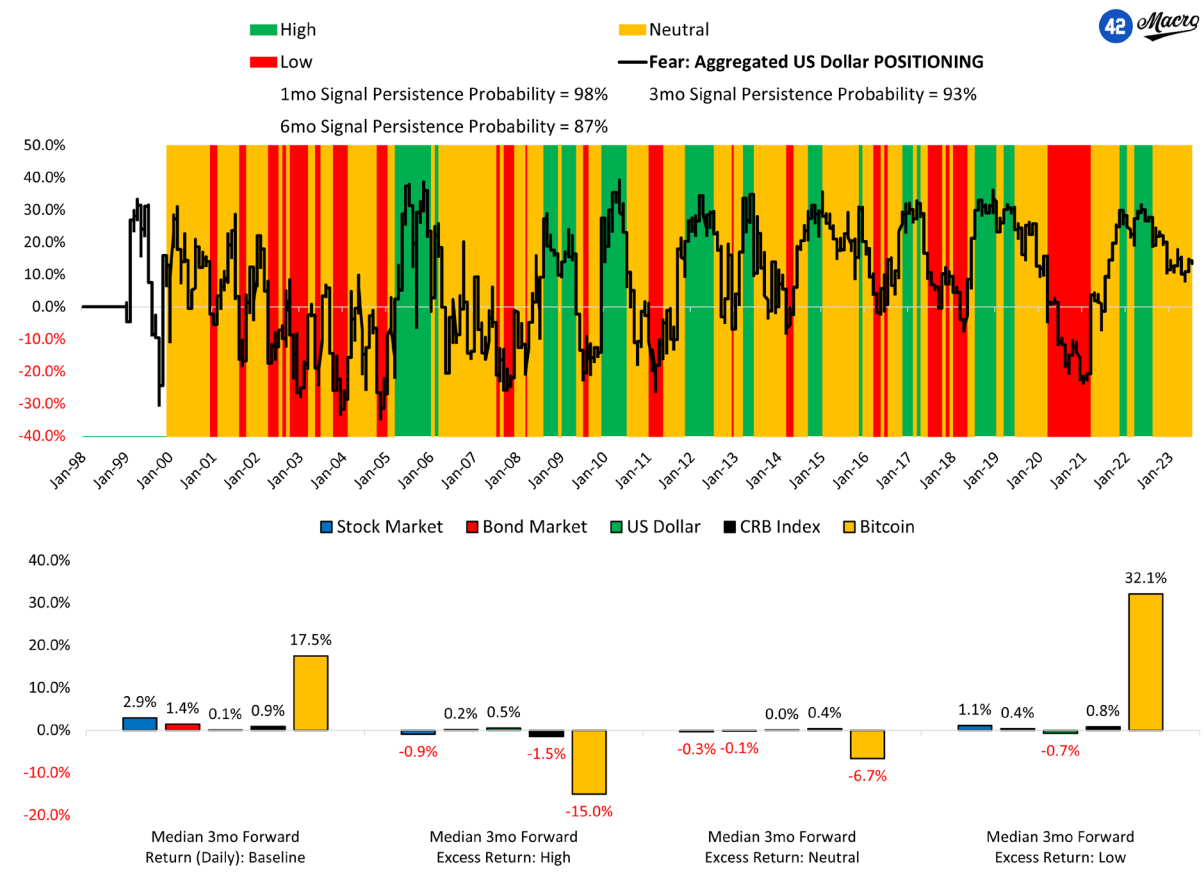 42 Macro
High
Neutral
Low
Fear: Aggregated US Dollar POSITIONING
1mo Signal Persistence Probability = 98%
3mo Signal Persistence Probability = 93%
6mo Signal Persistence Probability = 87%
50.0%
40.0%
30.0%
20.0%
10.0%
0.0%
-10.0%
-20.0%
-30.0%
-40.0%
Jan-98
Jan-99
Jan-00
Jan-01
Jan-02
Jan-03
Jan-04
Jan-05
Jan-06
Jan-07
Jan-08
Jan-09
Jan-10
Jan-11
Jan-12
Jan-13
Jan-14
Jan-15
Jan-16
Jan-17
Jan-18
Jan-19
Jan-20
Jan-21
Jan-22
Jan-23
Stock Market
Bond Market
US Dollar
CRB Index
Bitcoin
40.0%
30.0%
20.0%
10.0%
0.0%
-10.0%
-20.0%
2.9%
1.4%
0.1%
0.9%
17.5%
-0.9%
0.2%
0.5%
-1.5%
-15.0%
-0.3%
-0.1%
0.0%
0.4%
-6.7%
1.1%
0.4%
-0.7%
0.8%
32.1%
Median 3mo Forward
Return (Daily): Baseline
Median 3mo Forward
Excess Return: High
Median 3mo Forward
Excess Return: Neutral
Median 3mo Forward
Excess Return: Low